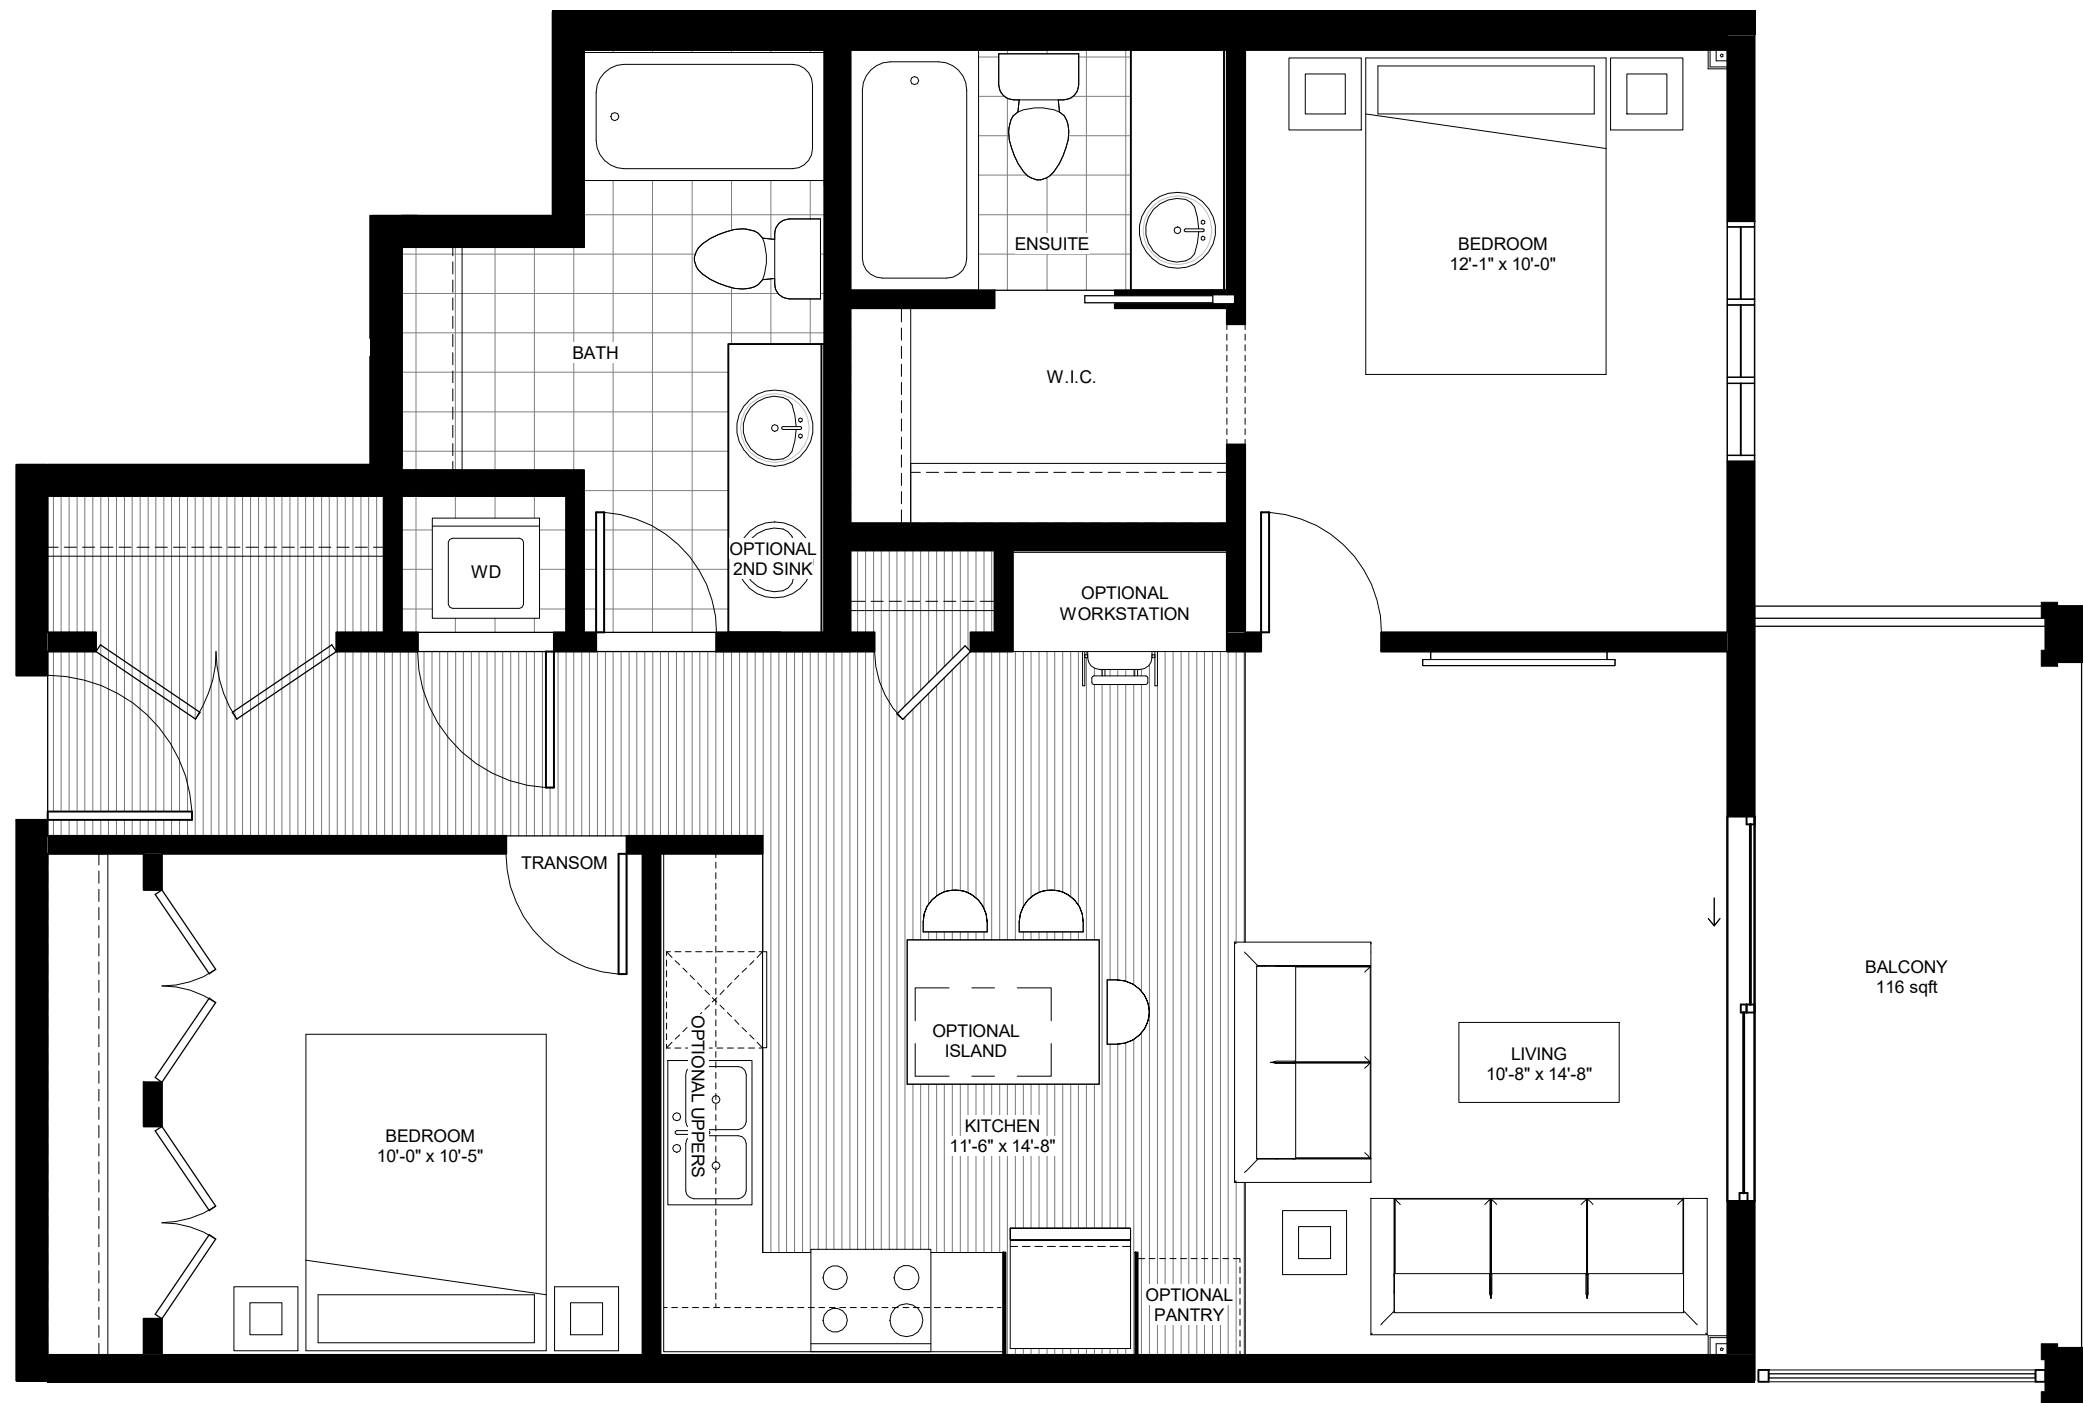 ENSUITE
BEDROOM
12'-1" x 10'-0"
BATH
W.I.C.
OPTIONAL
2ND SINK
WD
OPTIONAL
WORKSTATION
TRANSOM
BALCONY
116 sqft
OPTIONAL UPPERS
OPTIONAL
ISLAND
LIVING
10'-8" x 14'-8"
BEDROOM
10'-0" x 10'-5"
KITCHEN
11'-6" x 14'-8"
OPTIONAL
PANTRY